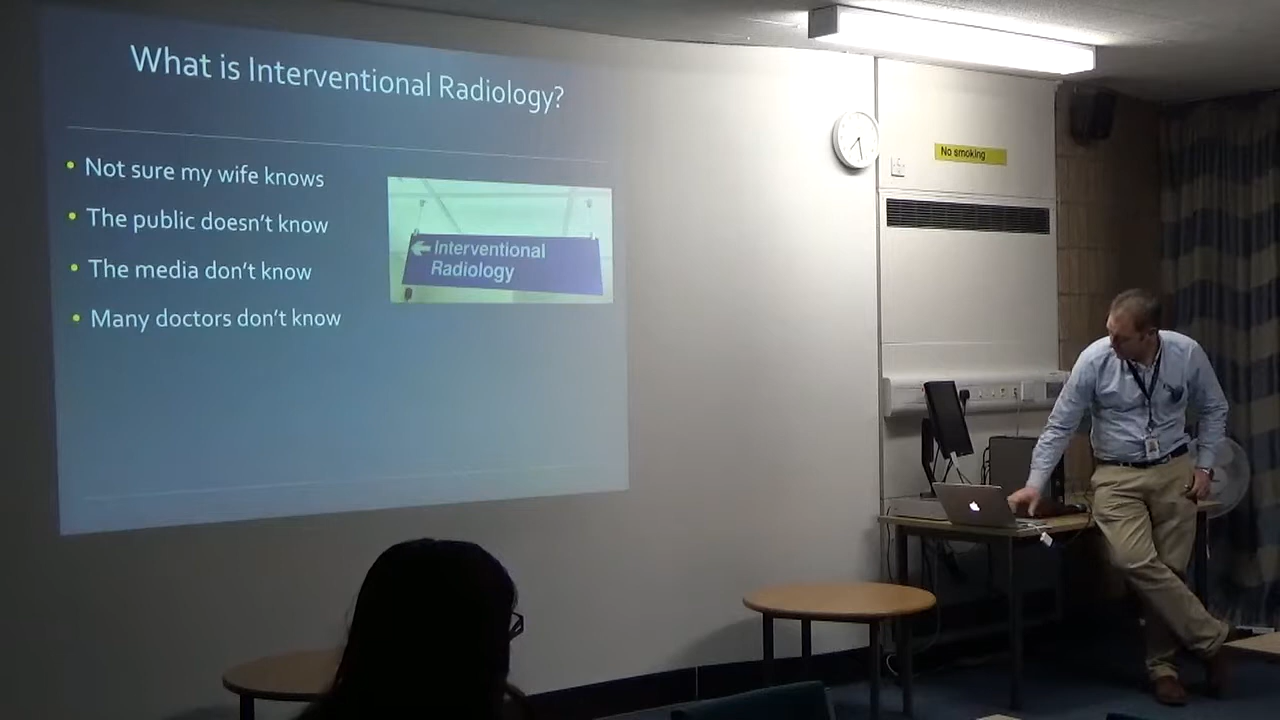 What is Interventional Radiology?
• Not sure my wife knows
• The public doesn't know
• The media don't know
• Many doctors don't know
Interventional
Radiology
No smoking